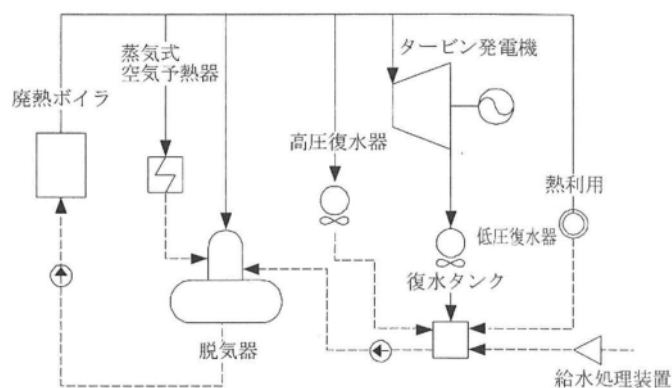 タービン発電機
蒸気式
空気予熱器
廃熱ボイラ
高圧復水器
熱利用
低圧復水器
復水タンク
脱気器
給水処理装置